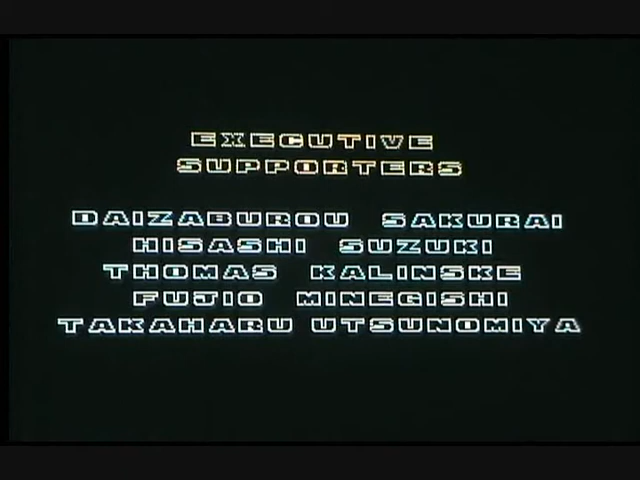 EXECUTIVE
SUPPORTERS
DAIZABUROU SAKURAI
HISASHI SUZUKI
THOMAS KALINSKE
FUJIO MINEGISHI
TAKAHARU UTSUNOMIYA